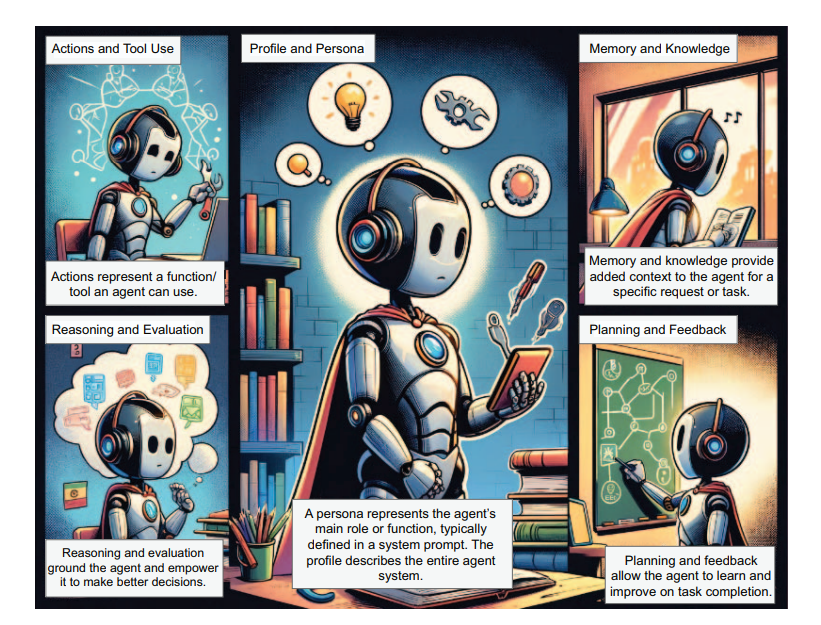 Actions and Tool Use
Actions represent a function/
tool an agent can use.
Profile and Persona
A persona represents the agent's
main role or function, typically
defined in a system prompt. The
profile describes the entire agent
system.
Memory and Knowledge
Memory and knowledge provide
added context to the agent for a
specific request or task.
Reasoning and Evaluation
Reasoning and evaluation
ground the agent and empower
it to make better decisions.
Planning and Feedback
Planning and feedback
allow the agent to learn and
improve on task completion.